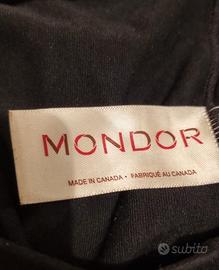 MONDOR
MADE IN CANADA • FABRIQUÉ AU CANADA
subito